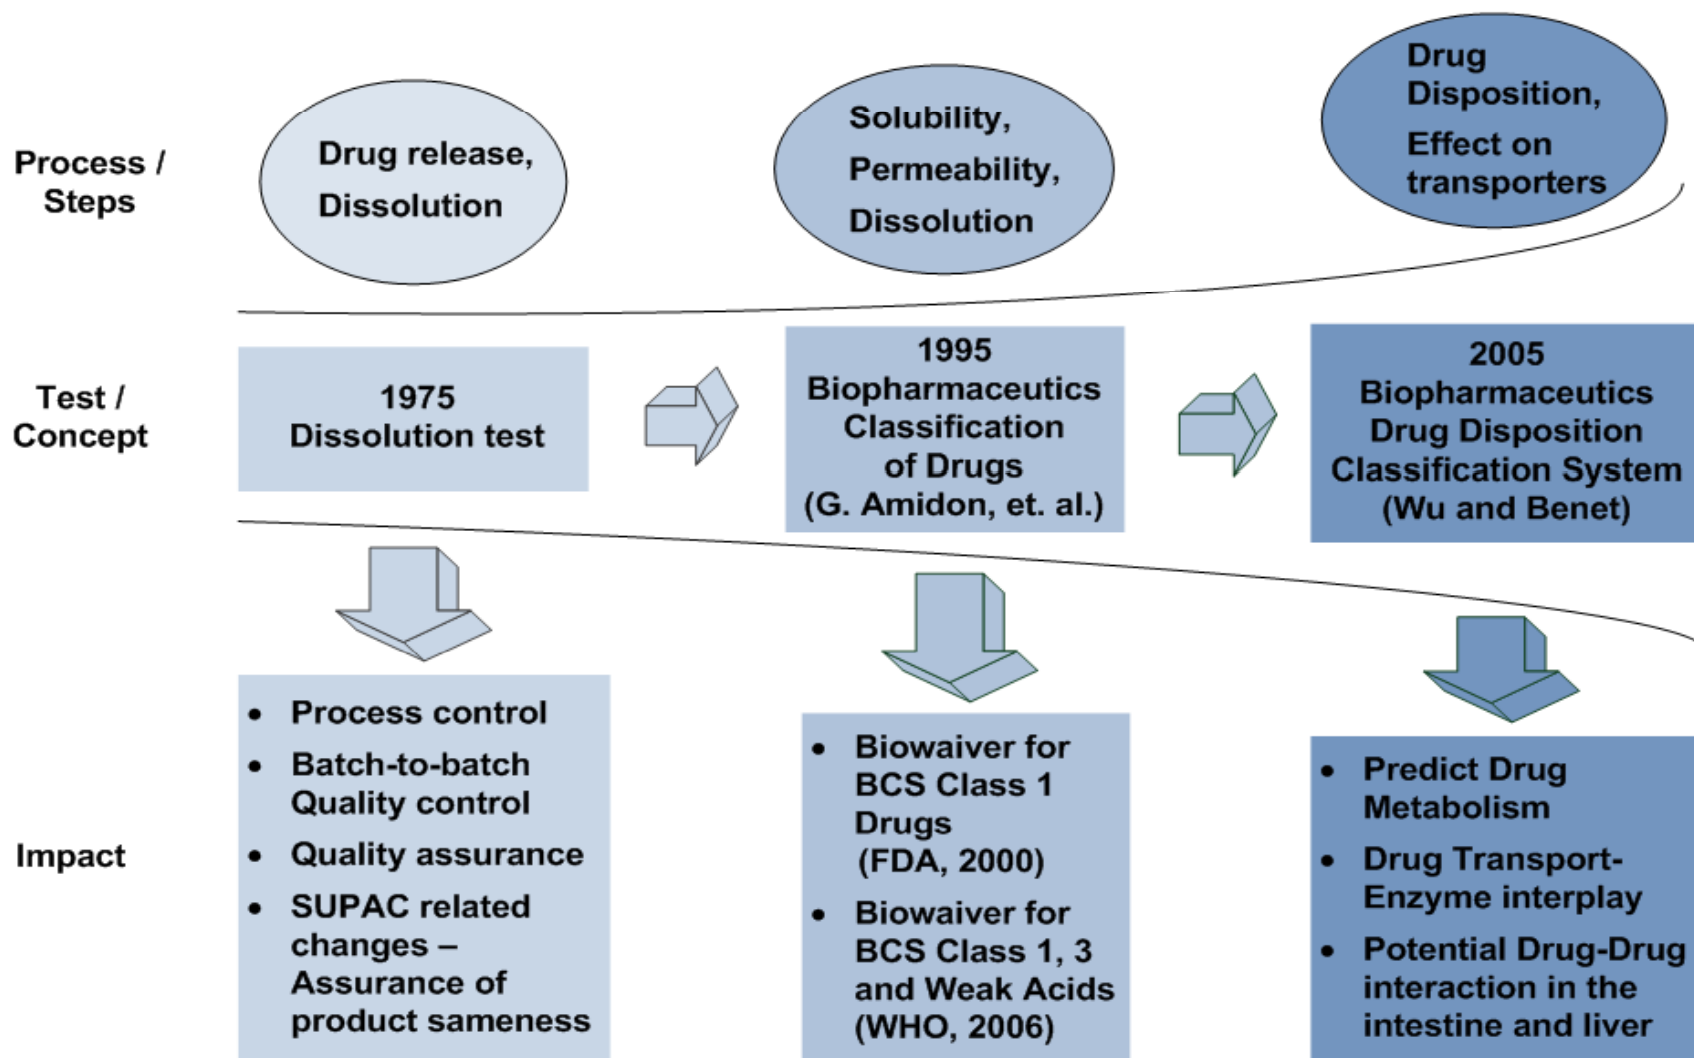 Process /
Steps
Drug release,
Dissolution
Solubility,
Permeability,
Dissolution
Drug
Disposition,
Effect on
transporters
Test /
Concept
1975
Dissolution test
1995
Biopharmaceutics
Classification
of Drugs
(G. Amidon, et. al.)
2005
Biopharmaceutics
Drug Disposition
Classification System
(Wu and Benet)
Impact
• Process control
• Batch-to-batch
Quality control
• Quality assurance
• SUPAC related
changes –
Assurance of
product sameness
• Biowaiver for
BCS Class 1
Drugs
(FDA, 2000)
• Biowaiver for
BCS Class 1, 3
and Weak Acids
(WHO, 2006)
• Predict Drug
Metabolism
• Drug Transport-
Enzyme interplay
• Potential Drug-Drug
interaction in the
intestine and liver